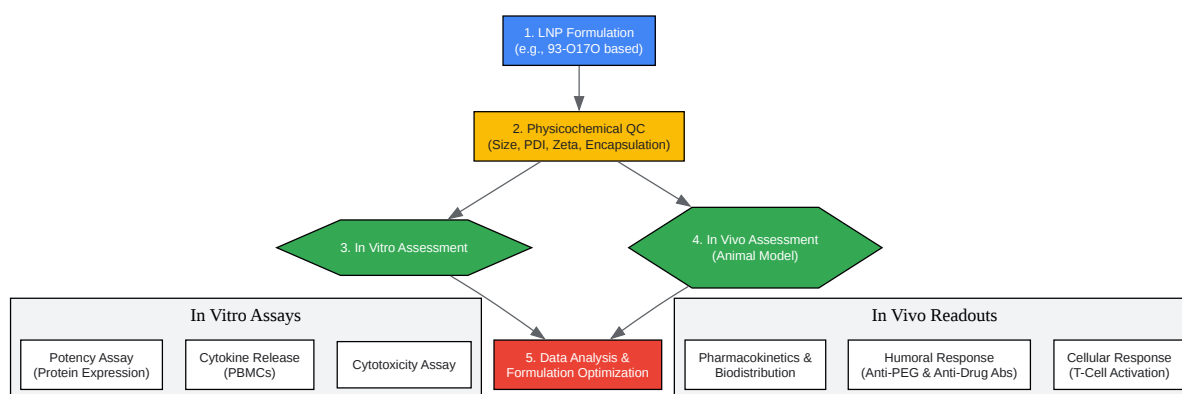 1. LNP Formulation
(e.g., 93-O17O based)
2. Physicochemical QC
(Size, PDI, Zeta, Encapsulation)
3. In Vitro Assessment
4. In Vivo Assessment
(Animal Model)
In Vitro Assays
Potency Assay
(Protein Expression)
Cytokine Release
(PBMCs)
Cytotoxicity Assay
5. Data Analysis &
Formulation Optimization
In Vivo Readouts
Pharmacokinetics &
Biodistribution
Humoral Response
(Anti-PEG & Anti-Drug Abs)
Cellular Response
(T-Cell Activation)